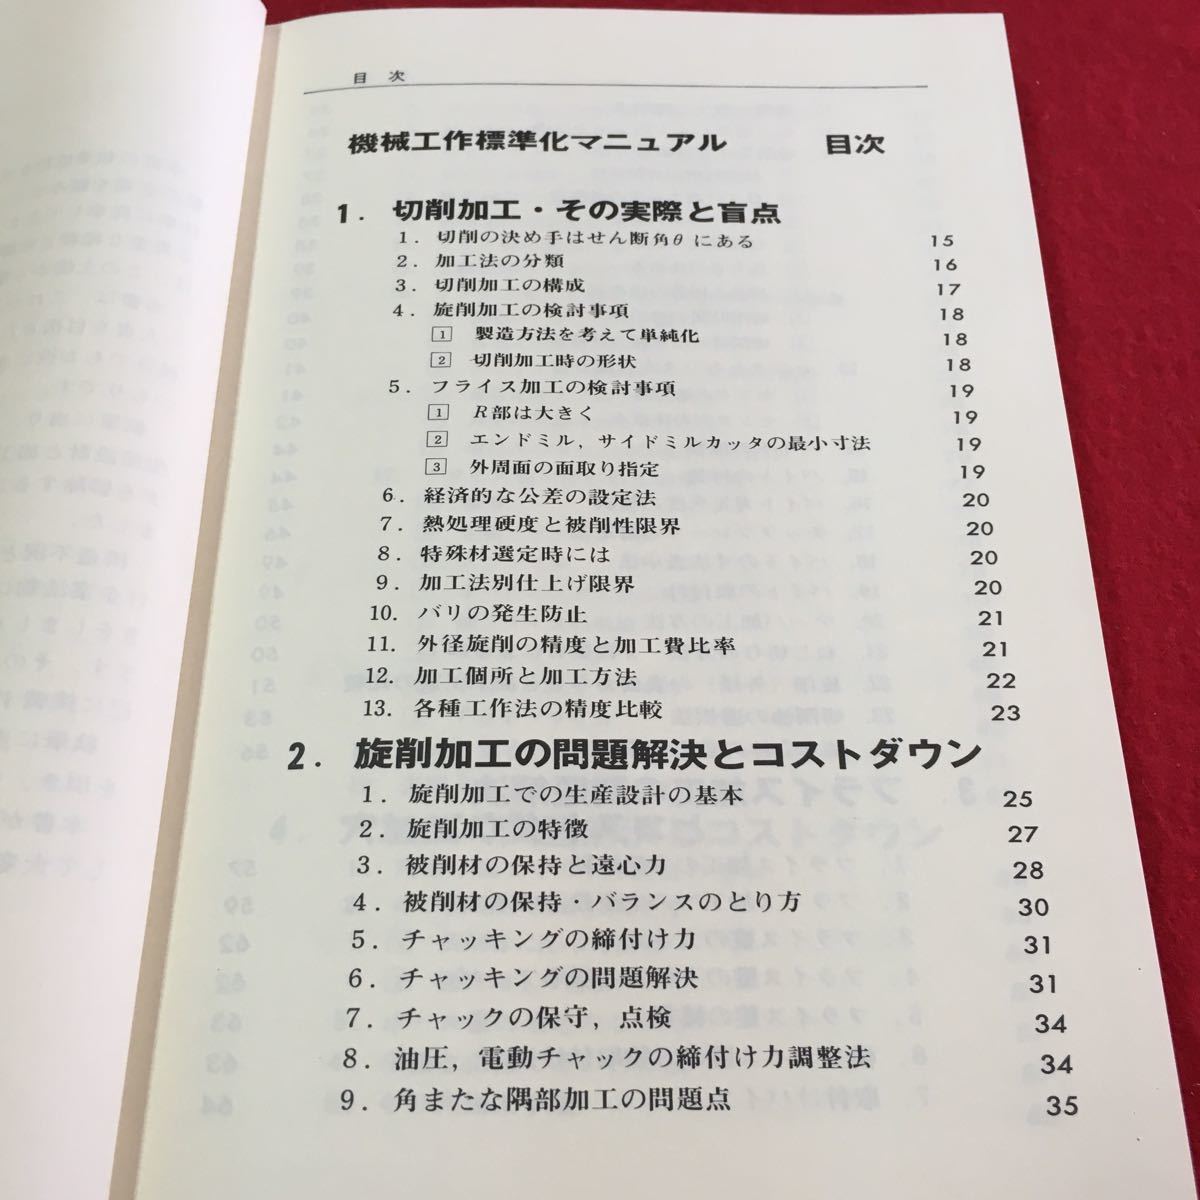 目 次
機械工作標準化マニュアル 目次
1. 切削加工・その実際と盲点
1. 切削の決め手はせん断角θにある 15
2. 加工法の分類 16
3. 切削加工の構成 17
4. 旋削加工の検討事項 18
1 製造方法を考えて単純化 18
2 切削加工時の形状 18
5. フライス加工の検討事項 19
1 R部は大きく 19
2 エンドミル，サイドミルカッタの最小寸法 19
3 外周面の面取り指定 19
6. 経済的な公差の設定法 20
7. 熱処理硬度と被削性限界 20
8. 特殊材選定時には 20
9. 加工法別仕上げ限界 20
10. バリの発生防止 21
11. 外径旋削の精度と加工費比率 21
12. 加工個所と加工方法 22
13. 各種工作法の精度比較 23
2. 旋削加工の問題解決とコストダウン
1. 旋削加工での生産設計の基本 25
2. 旋削加工の特徴 27
3. 被削材の保持と遠心力 28
4. 被削材の保持・バランスのとり方 30
5. チャッキングの締付け力 31
6. チャッキングの問題解決 31
7. チャックの保守，点検 34
8. 油圧，電動チャックの締付け力調整法 34
9. 角またな隅部加工の問題点 35